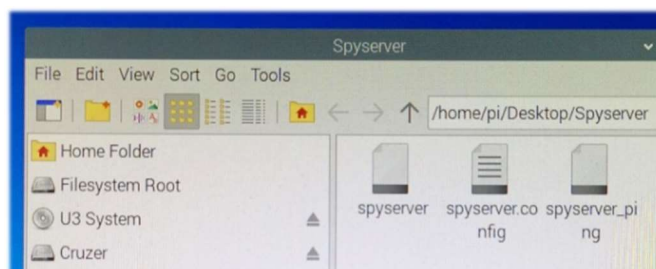 Spyserver
File Edit View Sort Go Tools
/home/pi/Desktop/Spyserver
Home Folder
Filesystem Root
U3 System
Cruzer
spyserver
spyserver.co
nfig
spyserver_pi
ng